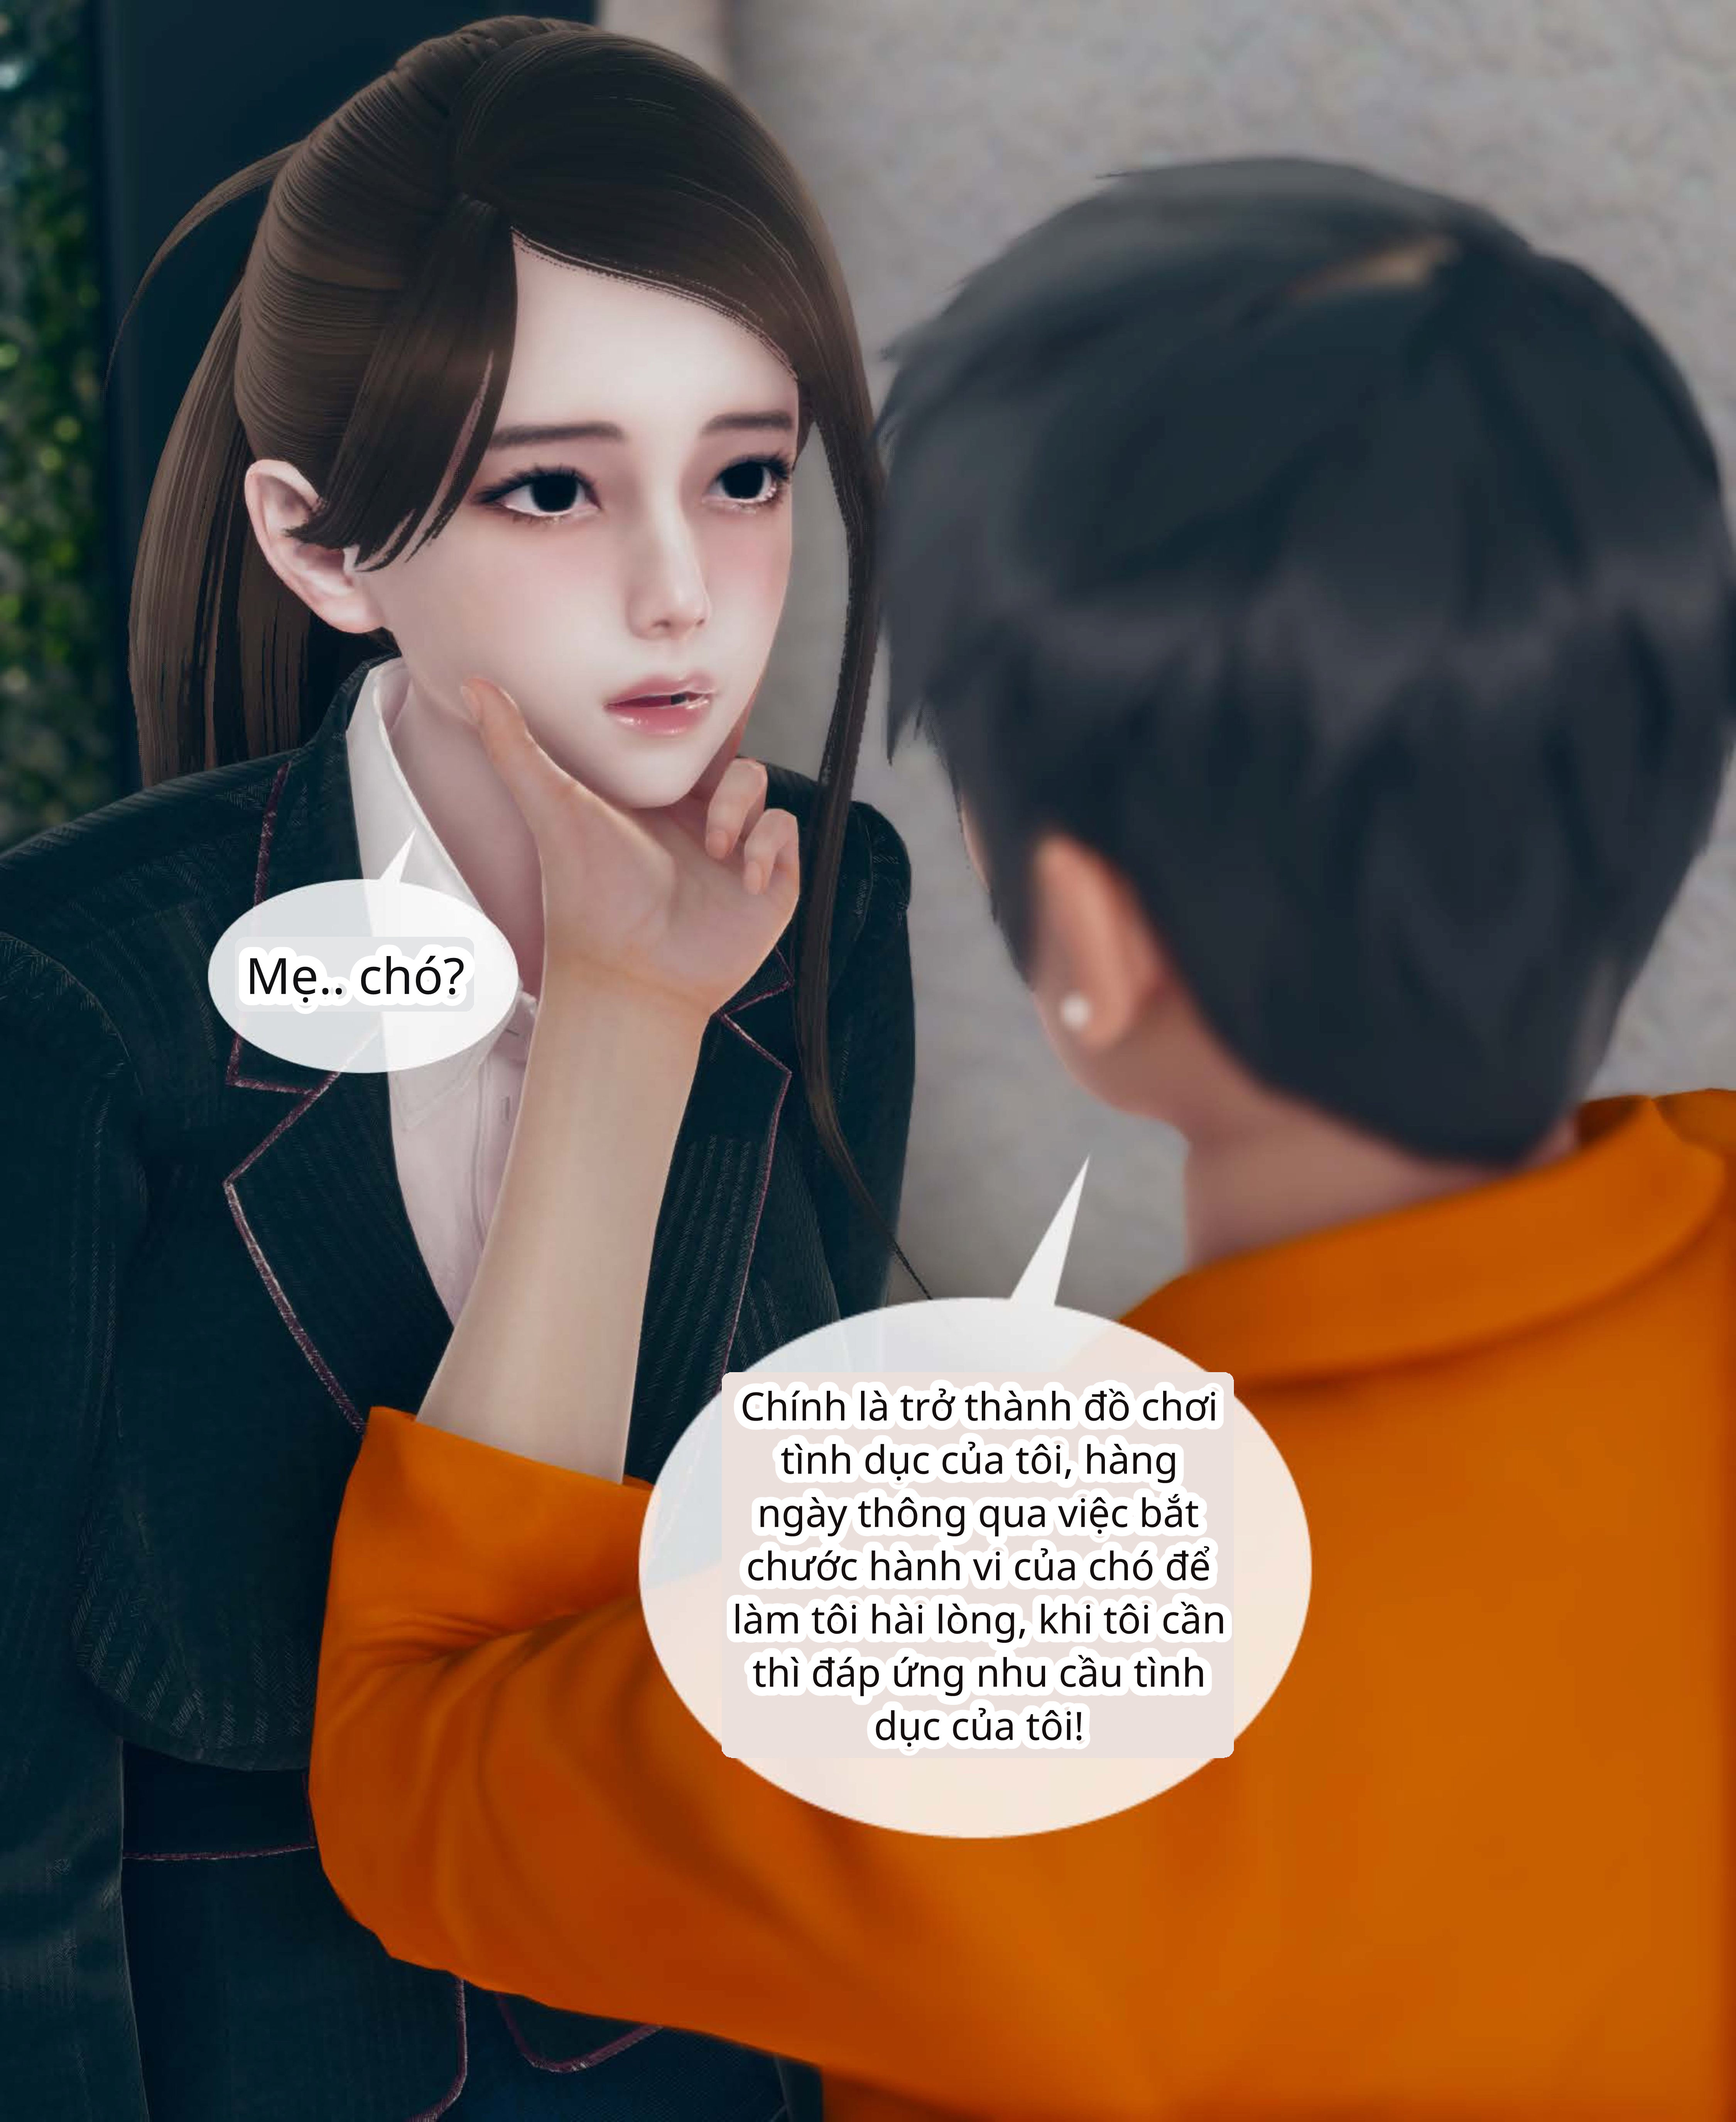 Mẹ.. chó?
Chính là trở thành đồ chơi
tình dục của tôi, hàng
ngày thông qua việc bắt
chước hành vi của chó để
làm tôi hài lòng, khi tôi cần
thì đáp ứng nhu cầu tình
dục của tôi!